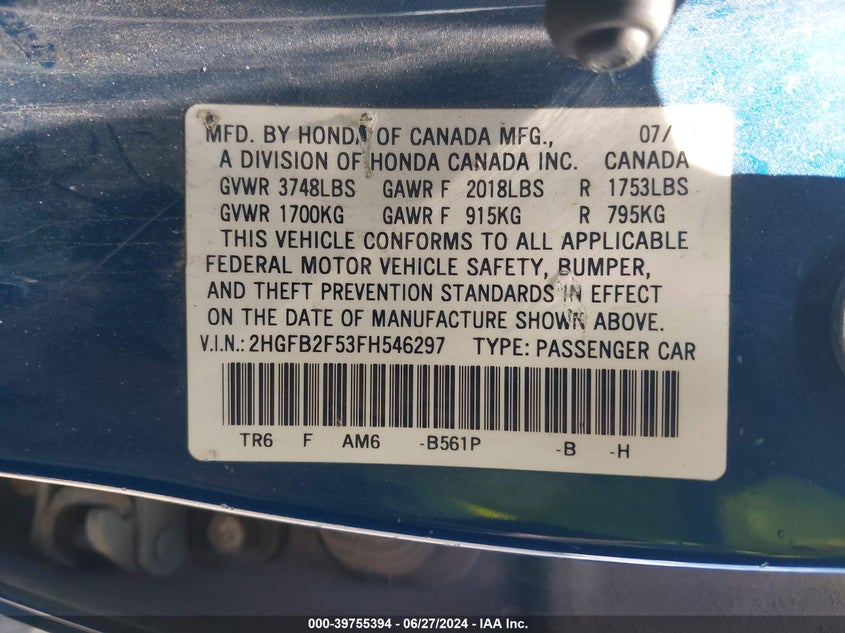 MFD. BY HONDA OF CANADA MFG., 07/
A DIVISION OF HONDA CANADA INC. CANADA
GVWR 3748LBS GAWR F 2018LBS R 1753LBS
GVWR 1700KG GAWR F 915KG R 795KG
THIS VEHICLE CONFORMS TO ALL APPLICABLE
FEDERAL MOTOR VEHICLE SAFETY, BUMPER,
AND THEFT PREVENTION STANDARDS IN EFFECT
ON THE DATE OF MANUFACTURE SHOWN ABOVE.
V.I.N.: 2HGFB2F53FH546297 TYPE: PASSENGER CAR
TR6 F AM6 -B561P -B -H
000-39755394 - 06/27/2024 - IAA Inc.